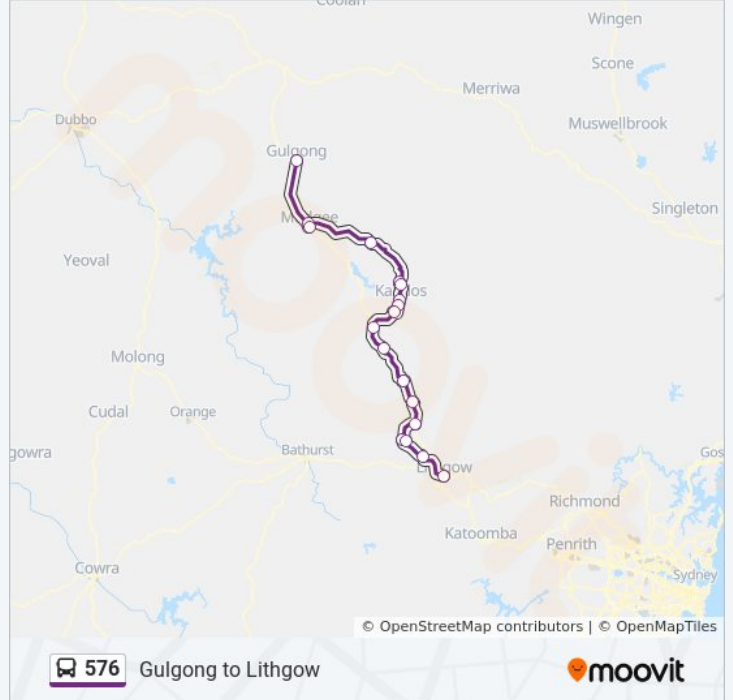 Coolah
Wingen
Scone
Merriwa
Dubbo
Muswellbrook
Gulgong
Singleton
Mudgee
Yeoval
Kandos
Molong
Cudal
Orange
gowra
Bathurst
Lithgow
Gos
Richmond
Katoomba
Penrith
Cowra
Sydney
moovit
© OpenStreetMap contributors | © OpenMapTiles
576 Gulgong to Lithgow
moovit